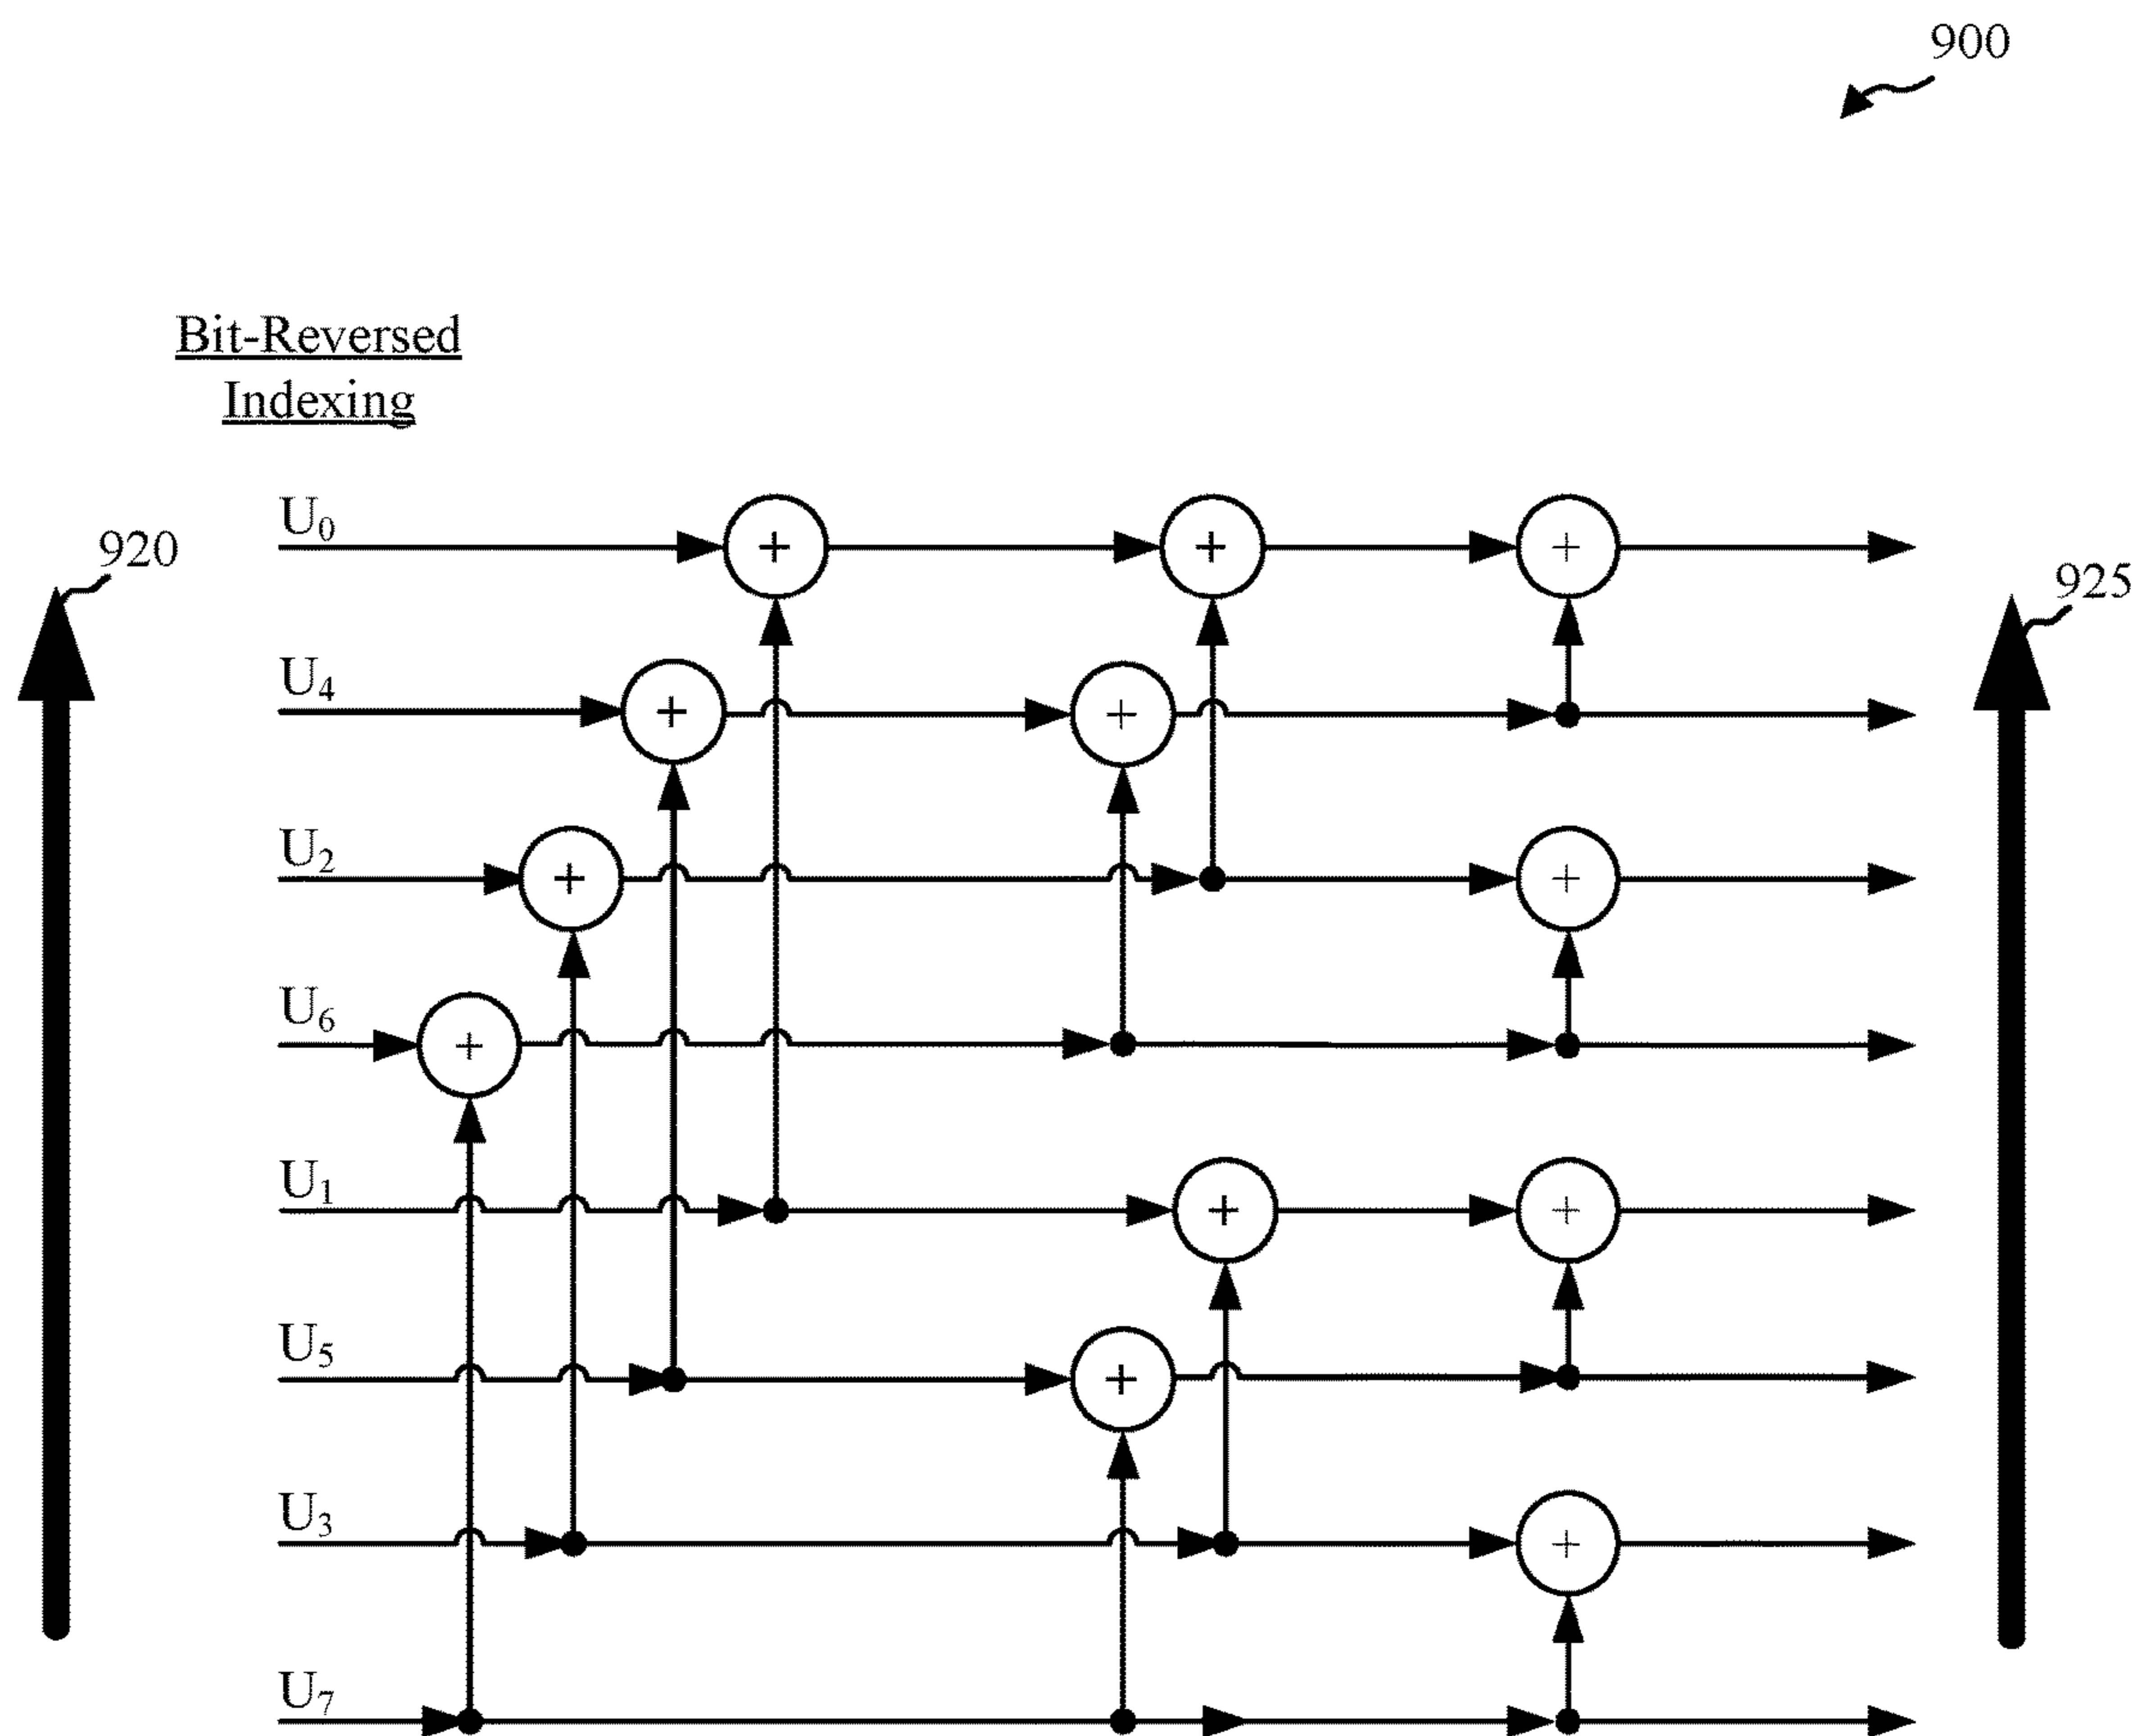 900
Bit-Reversed
Indexing
U0
920
925
U4
U2
U6
U1
U5
U3
U7
+
+
+
+
+
+
+
+
+
+
+
+